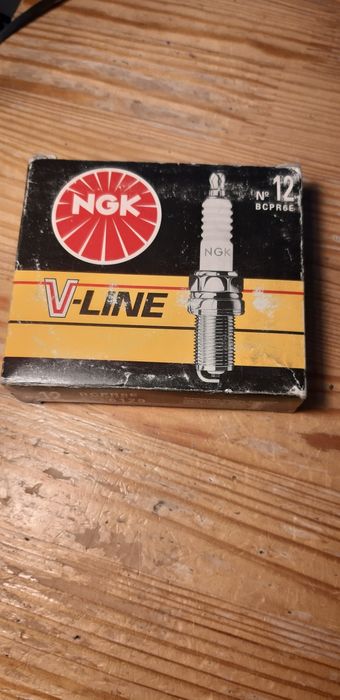 NGK
Nº 12
BCPR6E
NGK
V-LINE